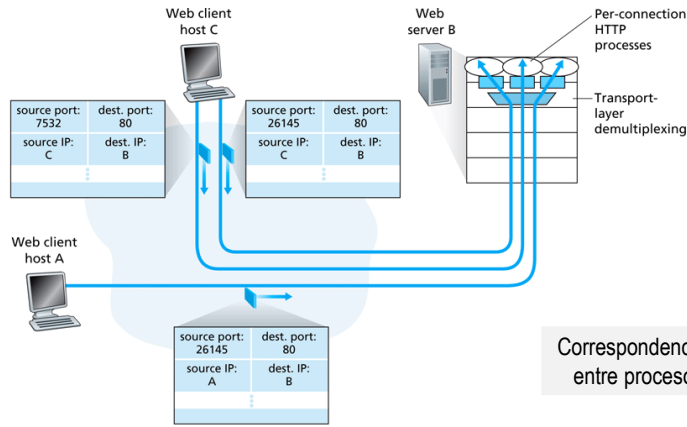 Web client
host C
Web
server B
Per-connection
HTTP
processes
source port:
7532
dest. port:
80
source IP:
C
dest. IP:
B
source port:
26145
dest. port:
80
source IP:
C
dest. IP:
B
Transport-
layer
demultiplexing
Web client
host A
source port:
26145
dest. port:
80
source IP:
A
dest. IP:
B